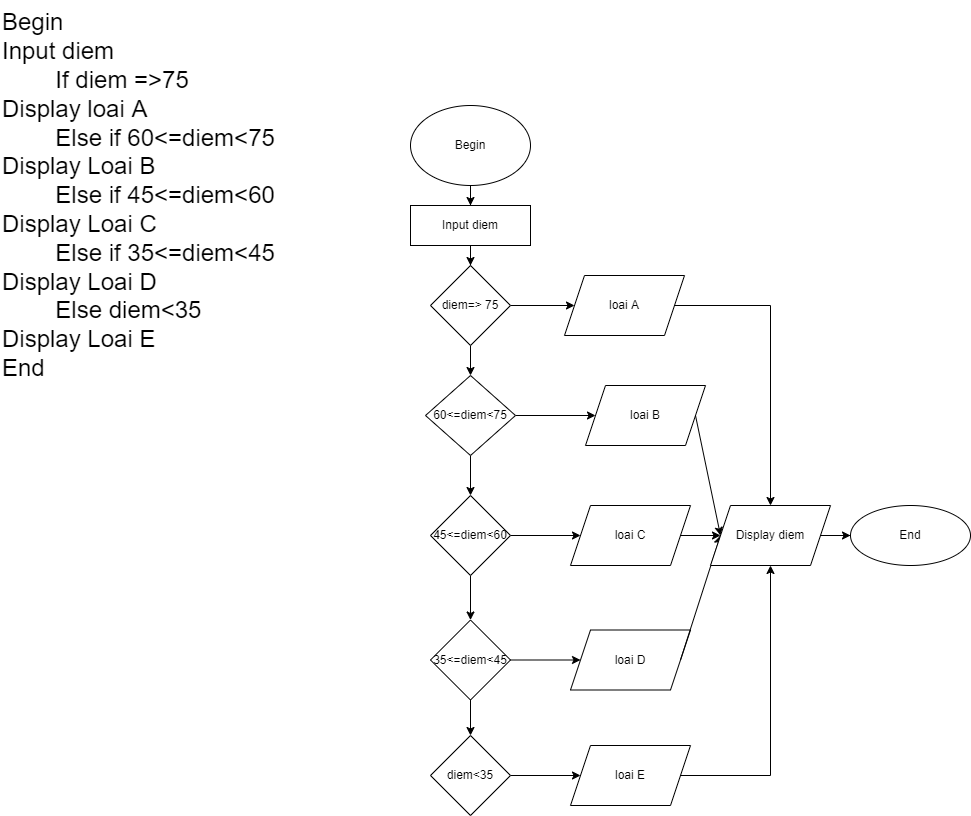 Begin
Input diem
If diem =>75
Display loai A
Else if 60<=diem<75
Display Loai B
Else if 45<=diem<60
Display Loai C
Else if 35<=diem<45
Display Loai D
Else diem<35
Display Loai E
End
Begin
Input diem
diem=> 75
loai A
60<=diem<75
loai B
45<=diem<60
loai C
Display diem
End
35<=diem<45
loai D
diem<35
loai E